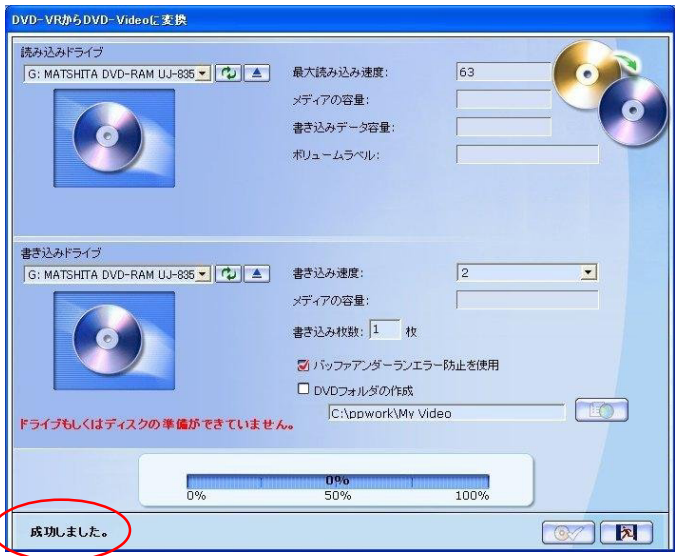 DVD-VRからDVD-Videoに変換
読み込みドライブ
G: MATSHITA DVD-RAM UJ-835
最大読み込み速度: 63
メディアの容量:
書き込みデータ容量:
ボリュームラベル:
書き込みドライブ
G: MATSHITA DVD-RAM UJ-835
書き込み速度: 2
メディアの容量:
書き込み枚数: 1 枚
バッファアンダーランエラー防止を使用
DVDフォルダの作成
C:\ppwork\My Video
ドライブもしくはディスクの準備ができていません。
0%
0% 50% 100%
成功しました。